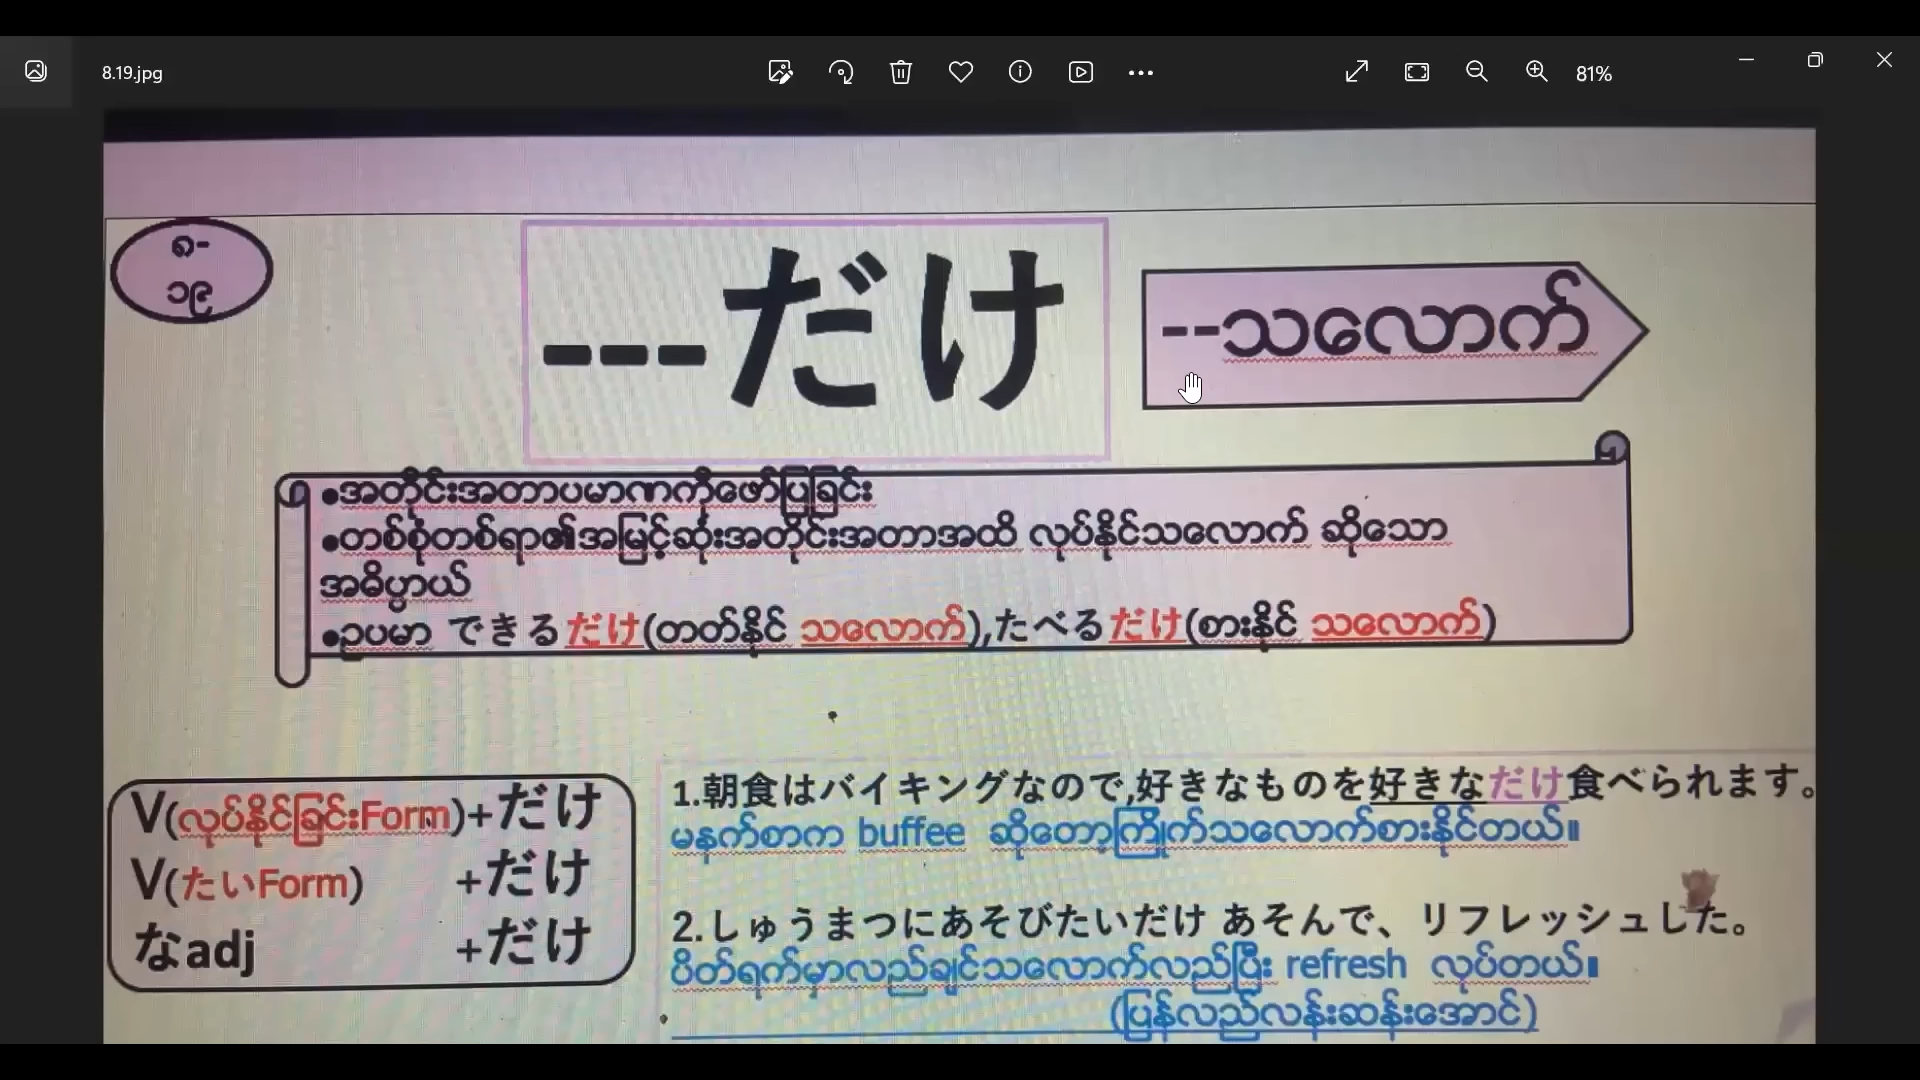 8.19.jpg
81%
၈-
၁၉
---だけ
--သလောက်
•အတိုင်းအတာပမာဏကိုဖော်ပြခြင်း
•တစ်စုံတစ်ရာ၏အမြင့်ဆုံးအတိုင်းအတာအထိ လုပ်နိုင်သလောက် ဆိုသော
အဓိပ္ပာယ်
•ဥပမာ できるだけ(တတ်နိုင် သလောက်),たべるだけ(စားနိုင် သလောက်)
V(လုပ်နိုင်ခြင်းForm)+だけ
V(たいForm) +だけ
なadj +だけ
1.朝食はバイキングなので,好きなものを好きなだけ食べられます。
မနက်စာက buffee ဆိုတော့ကြိုက်သလောက်စားနိုင်တယ်။
2.しゅうまつにあそびたいだけ あそんで、リフレッシュした。
ပိတ်ရက်မှာလည်ချင်သလောက်လည်ပြီး refresh လုပ်တယ်။
(ပြန်လည်လန်းဆန်းအောင်)